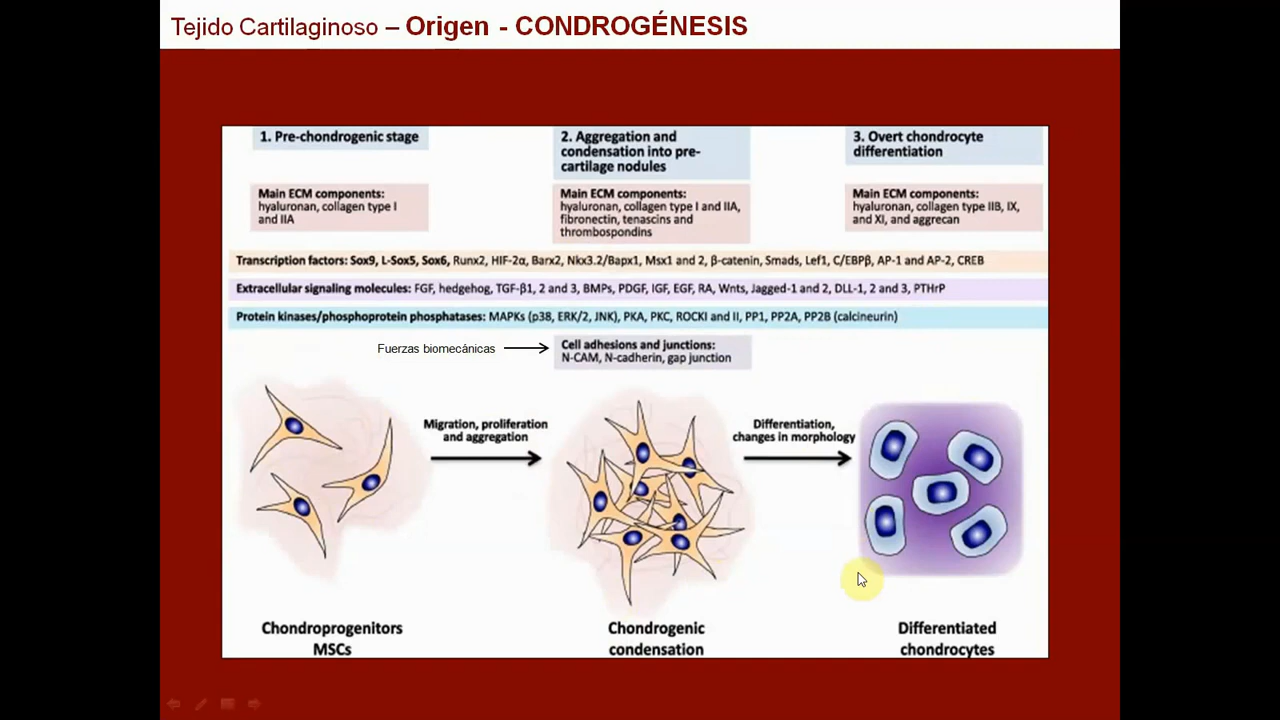 Tejido Cartilaginoso – Origen - CONDROGÉNESIS
1. Pre-chondrogenic stage
2. Aggregation and
condensation into pre-
cartilage nodules
3. Overt chondrocyte
differentiation
Main ECM components:
hyaluronan, collagen type I
and IIA
Main ECM components:
hyaluronan, collagen type I and IIA,
fibronectin, tenascins and
thrombospondins
Main ECM components:
hyaluronan, collagen type IIB, IX,
and XI, and aggrecan
Transcription factors: Sox9, L-Sox5, Sox6, Runx2, HIF-2α, Barx2, Nkx3.2/Bapx1, Msx1 and 2, β-catenin, Smads, Lef1, C/EBPβ, AP-1 and AP-2, CREB
Extracellular signaling molecules: FGF, hedgehog, TGF-β1, 2 and 3, BMPs, PDGF, IGF, EGF, RA, Wnts, Jagged-1 and 2, DLL-1, 2 and 3, PTHrP
Protein kinases/phosphoprotein phosphatases: MAPKs (p38, ERK/2, JNK), PKA, PKC, ROCKI and II, PP1, PP2A, PP2B (calcineurin)
Fuerzas biomecánicas
Cell adhesions and junctions:
N-CAM, N-cadherin, gap junction
Migration, proliferation
and aggregation
Differentiation,
changes in morphology
Chondroprogenitors
MSCs
Chondrogenic
condensation
Differentiated
chondrocytes